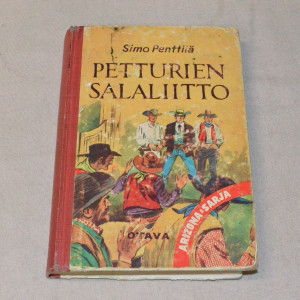 Simo Penttilä
PETTURIEN
SALALIITTO
ARIZONA-SARJA
OTAVA